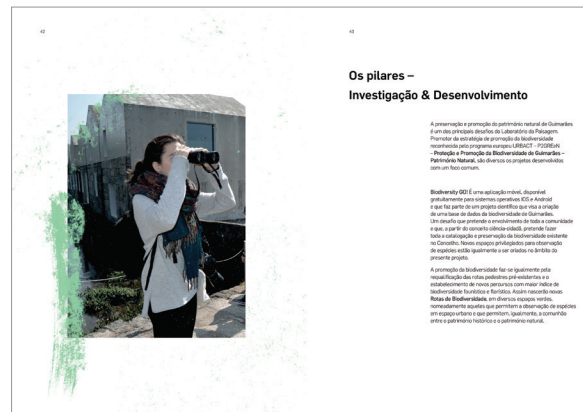 62
63
Os pilares –
Investigação & Desenvolvimento
A preservação e promoção do património natural de Guimarães
é um dos principais desafios do Laboratório da Paisagem.
Promotor da estratégia de promoção da biodiversidade
reconhecida pelo programa europeu URBACT – P2GREeN
– Proteção e Promoção da Biodiversidade de Guimarães –
Património Natural, são diversos os projetos desenvolvidos
com um foco comum.
Biodiversity GO! É uma aplicação móvel, disponível
gratuitamente para sistemas operativos IOS e Android
e que faz parte de um projeto científico que visa a criação
de uma base de dados da biodiversidade de Guimarães.
Um desafio que pretende o envolvimento de toda a comunidade
e que, a partir do conceito ciência-cidadã, pretende fazer
toda a catalogação e preservação da biodiversidade existente
no Concelho. Novos espaços privilegiados para observação
de espécies estão igualmente a ser criados no âmbito do
presente projeto.
A promoção da biodiversidade faz-se igualmente pela
requalificação das rotas pedestres pré-existentes e o
estabelecimento de novos percursos com maior índice de
biodiversidade faunística e florística. Assim nascerão novas
Rotas de Biodiversidade, em diversos espaços verdes,
nomeadamente aqueles que permitem a observação de espécies
em espaço urbano e que permitem, igualmente, a comunhão
entre o património histórico e o património natural.